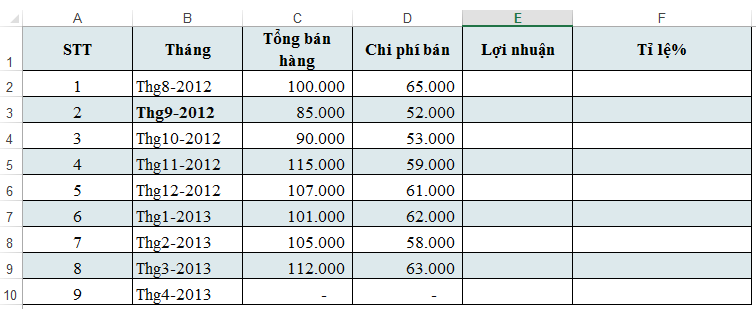 A B C D E F
1 STT Tháng Tổng bán hàng Chi phí bán Lợi nhuận Tỉ lệ%
2 1 Thg8-2012 100.000 65.000
3 2 Thg9-2012 85.000 52.000
4 3 Thg10-2012 90.000 53.000
5 4 Thg11-2012 115.000 59.000
6 5 Thg12-2012 107.000 61.000
7 6 Thg1-2013 101.000 62.000
8 7 Thg2-2013 105.000 58.000
9 8 Thg3-2013 112.000 63.000
10 9 Thg4-2013 - -